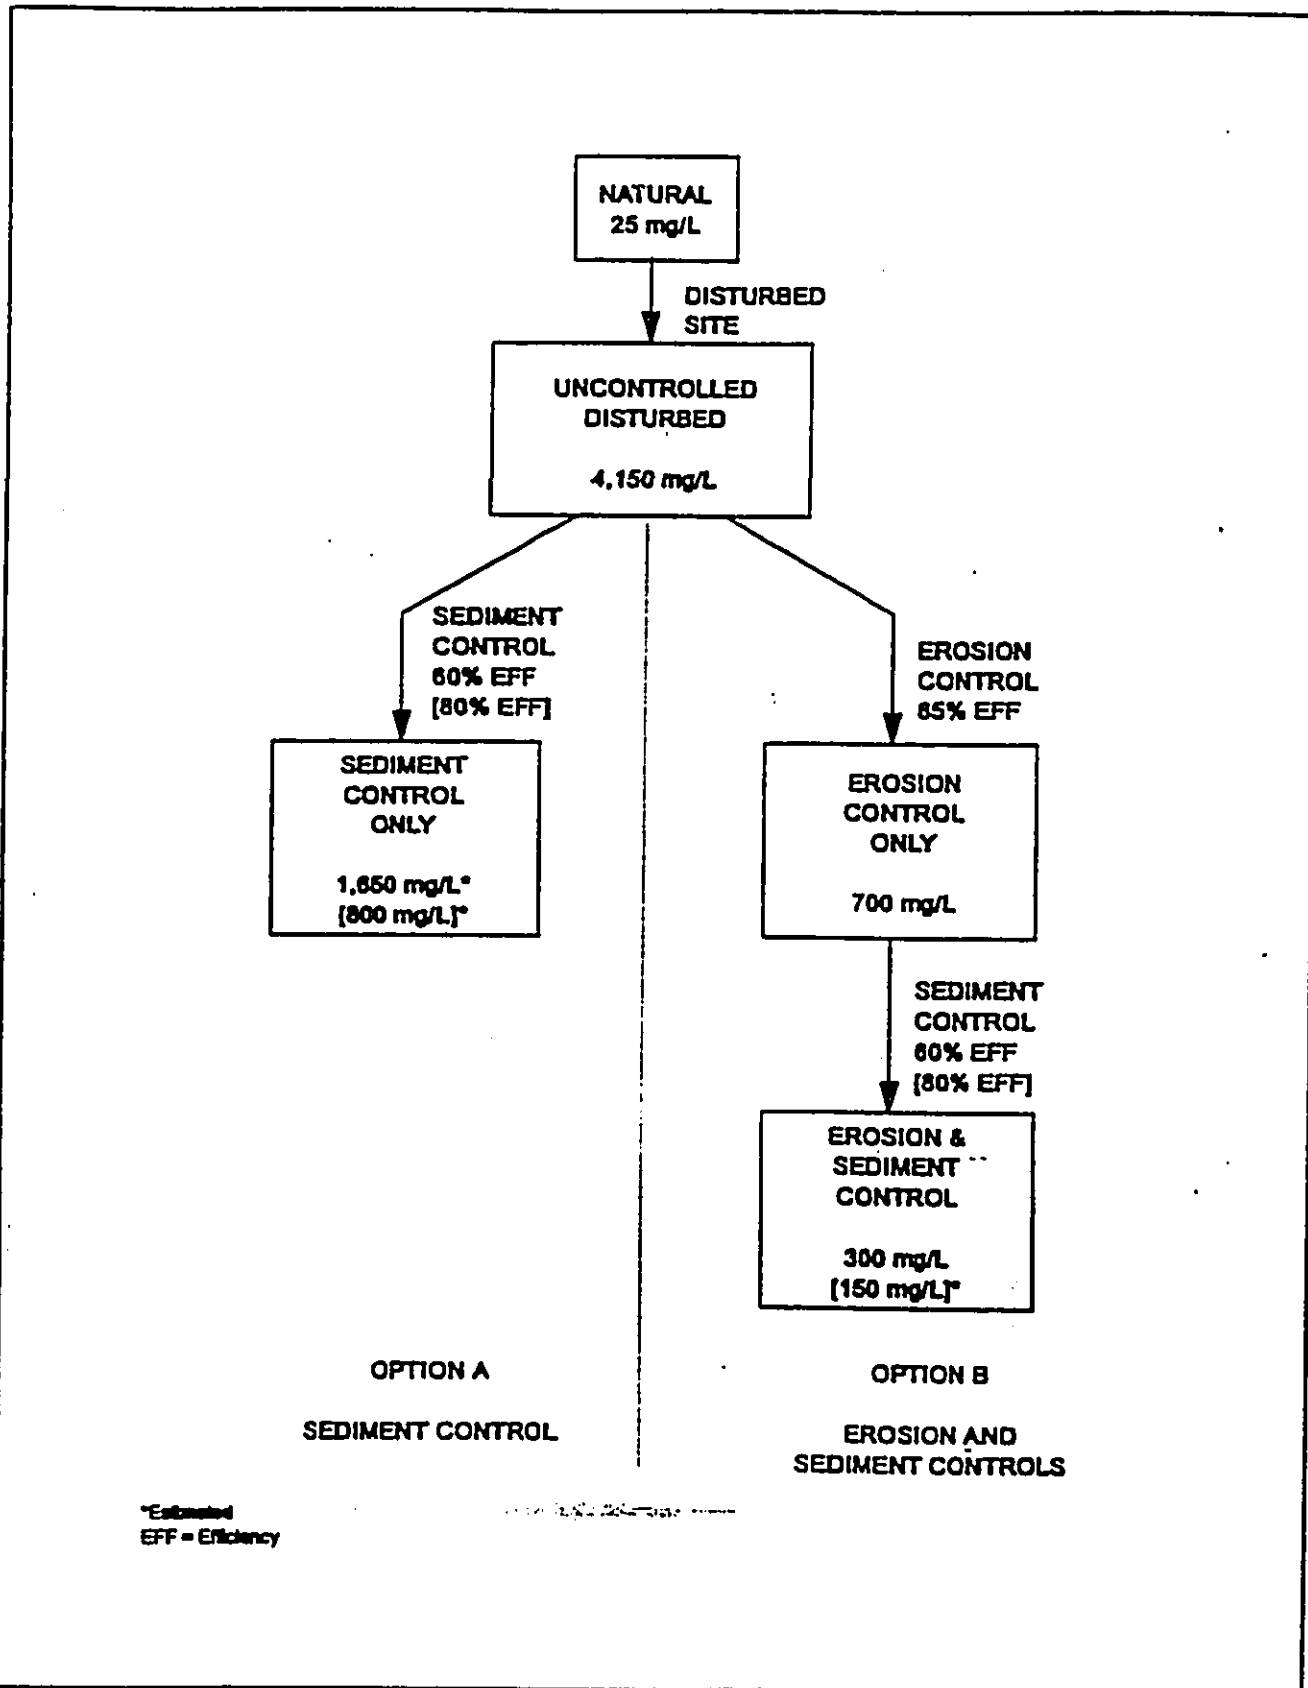 NATURAL
25 mg/L
DISTURBED
SITE
UNCONTROLLED
DISTURBED
4,150 mg/L
SEDIMENT
CONTROL
60% EFF
[80% EFF]
SEDIMENT
CONTROL
ONLY
1,650 mg/L*
[800 mg/L]*
EROSION
CONTROL
85% EFF
EROSION
CONTROL
ONLY
700 mg/L
SEDIMENT
CONTROL
60% EFF
[80% EFF]
EROSION &
SEDIMENT
CONTROL
300 mg/L
[150 mg/L]*
OPTION A
SEDIMENT CONTROL
OPTION B
EROSION AND
SEDIMENT CONTROLS
*Estimated
EFF = Efficiency